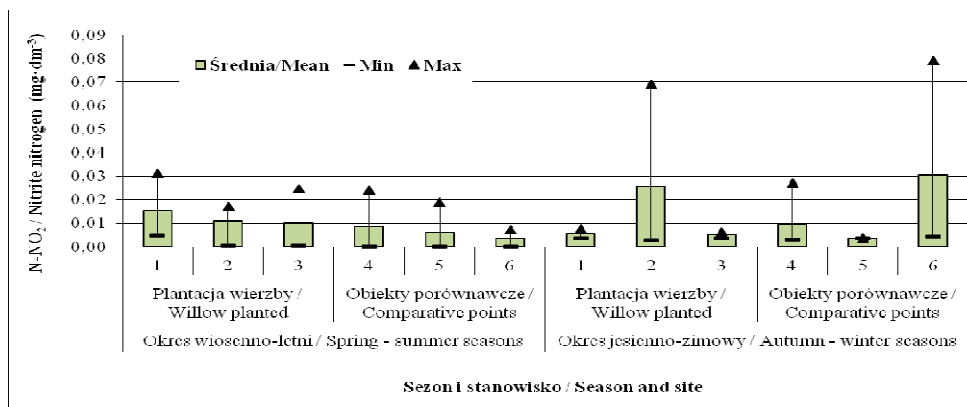 N-NO₂ / Nitrite nitrogen (mg·dm⁻³)
0,09
0,08
0,07
0,06
0,05
0,04
0,03
0,02
0,01
0,00
Średnia/Mean Min Max
1 2 3 4 5 6 1 2 3 4 5 6
Plantacja wierzby / Obiekty porównawcze / Plantacja wierzby / Obiekty porównawcze /
Willow planted Comparative points Willow planted Comparative points
Okres wiosenno-letni / Spring - summer seasons Okres jesienno-zimowy / Autumn - winter seasons
Sezon i stanowisko / Season and site